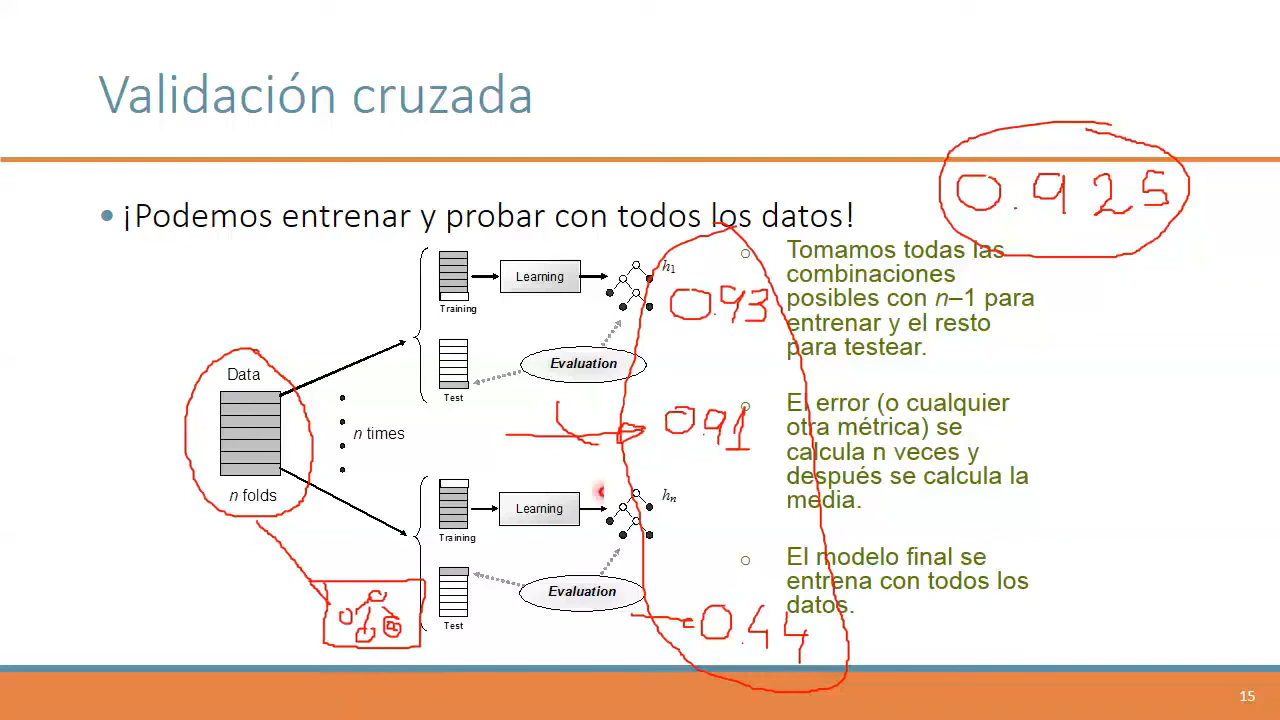 Validación cruzada
0.925
• ¡Podemos entrenar y probar con todos los datos!
Data
n folds
n times
Training
Learning
h1
0.93
Evaluation
Test
0.91
Training
Learning
hn
Evaluation
Test
0.44
o Tomamos todas las
combinaciones
posibles con n–1 para
entrenar y el resto
para testear.
o El error (o cualquier
otra métrica) se
calcula n veces y
después se calcula la
media.
o El modelo final se
entrena con todos los
datos.
15